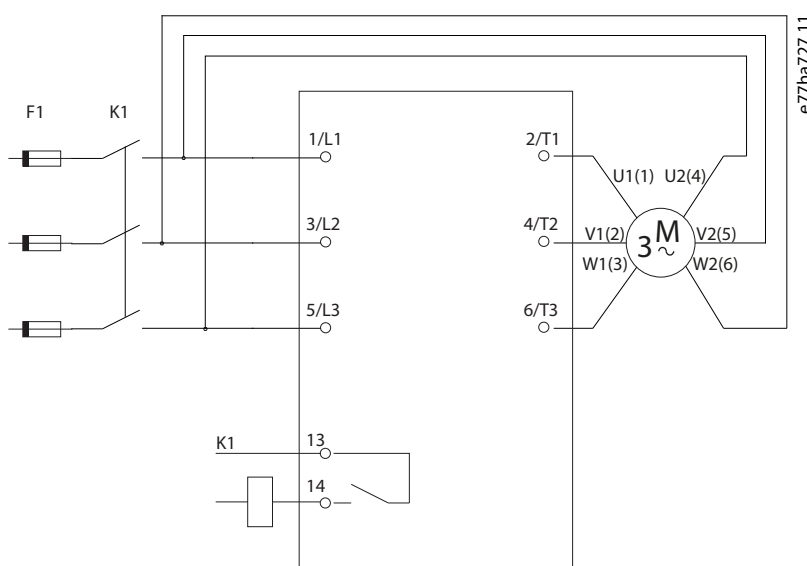 e77ba727.11
F1
K1
1/L1
2/T1
U1(1)
U2(4)
3/L2
4/T2
V1(2)
M
3
~
V2(5)
W1(3)
W2(6)
5/L3
6/T3
K1
13
14